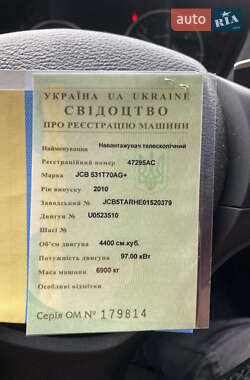 auto RIA.com
УКРАЇНА UA UKRAINE
СВІДОЦТВО
ПРО РЕЄСТРАЦІЮ МАШИНИ
Найменування Навантажувач телескопічний
Реєстраційний номер 47295АС
Марка JCB 531T70AG+
Рік випуску 2010
Заводський № JCB5TARHE01520379
Двигун № U0523510
Шасі №
Об'єм двигуна 4400 см.куб.
Потужність двигуна 97.00 кВт
Маса машини 6900 кг
Особливі відмітки
Серія ОМ № 179814